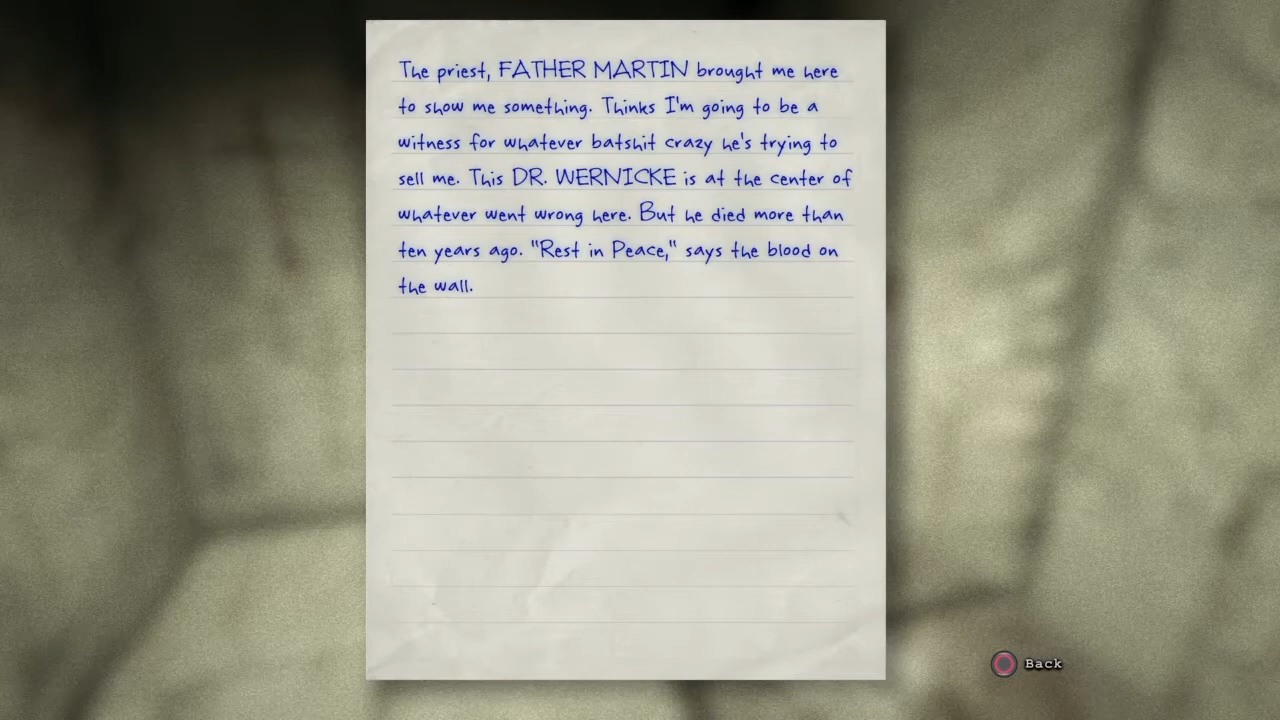 The priest, FATHER MARTIN brought me here
to show me something. Thinks I'm going to be a
witness for whatever batshit crazy he's trying to
sell me. This DR. WERNICKE is at the center of
whatever went wrong here. But he died more than
ten years ago. "Rest in Peace," says the blood on
the wall.
Back